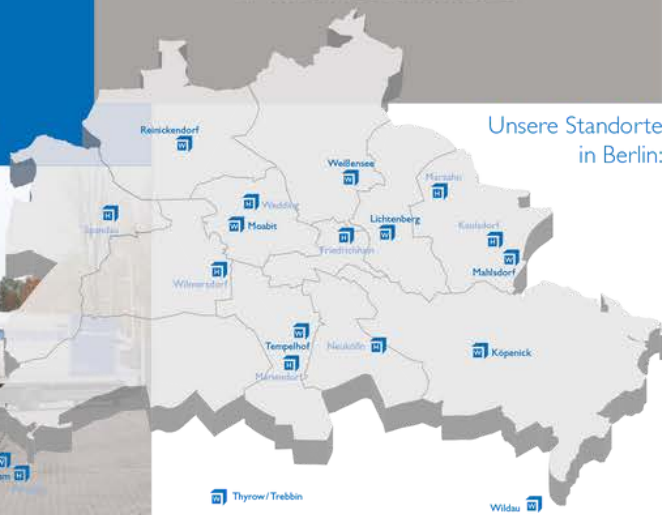 Unsere Standorte
in Berlin:
Reinickendorf
W
Weißensee
W
Marzahn
H
H
Wedding
W
Moabit
H
Spandau
Lichtenberg
W
H
Friedrichhain
Kaulsdorf
H
W
Mahlsdorf
H
Wilmersdorf
W
Tempelhof
H
Mariendorf
Neukölln
H
W
Köpenick
W
H
W
Thyrow / Trebbin
Wildau
W